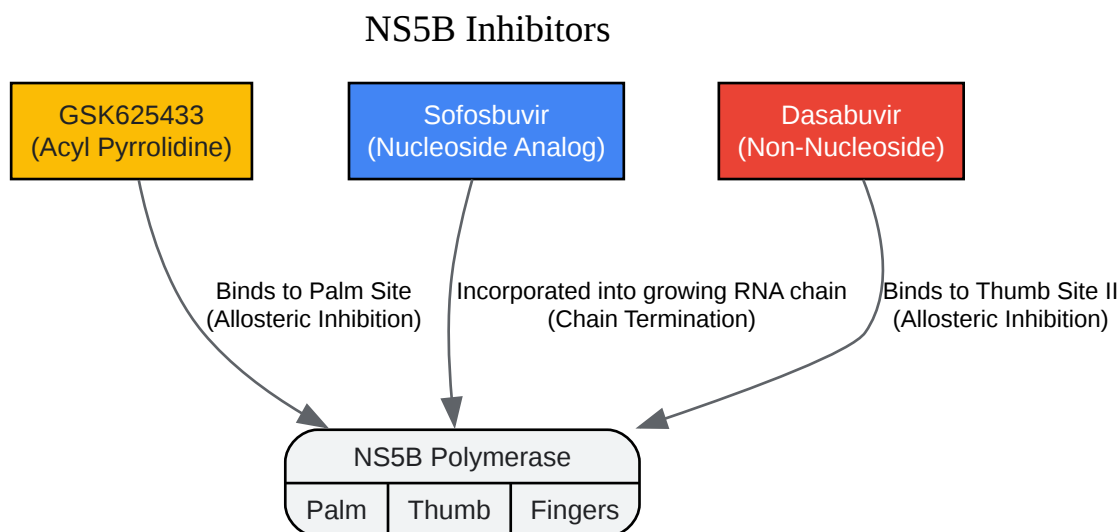 NS5B Inhibitors
GSK625433
(Acyl Pyrrolidine)
Sofosbuvir
(Nucleoside Analog)
Dasabuvir
(Non-Nucleoside)
Binds to Palm Site
(Allosteric Inhibition)
Incorporated into growing RNA chain
(Chain Termination)
Binds to Thumb Site II
(Allosteric Inhibition)
NS5B Polymerase
Palm
Thumb
Fingers